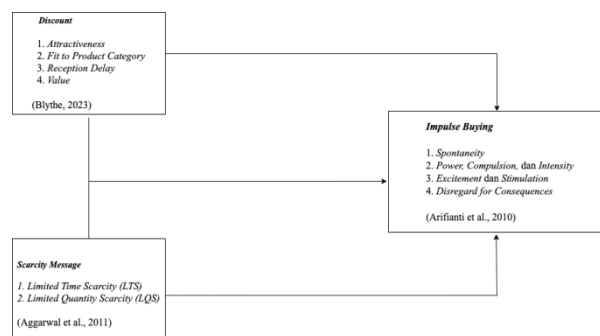 Discount
1. Attractiveness
2. Fit to Product Category
3. Reception Delay
4. Value
(Blythe, 2023)
Impulse Buying
1. Spontaneity
2. Power, Compulsion, dan Intensity
3. Excitement dan Stimulation
4. Disregard for Consequences
(Arifianti et al., 2010)
Scarcity Message
1. Limited Time Scarcity (LTS)
2. Limited Quantity Scarcity (LQS)
(Aggarwal et al., 2011)